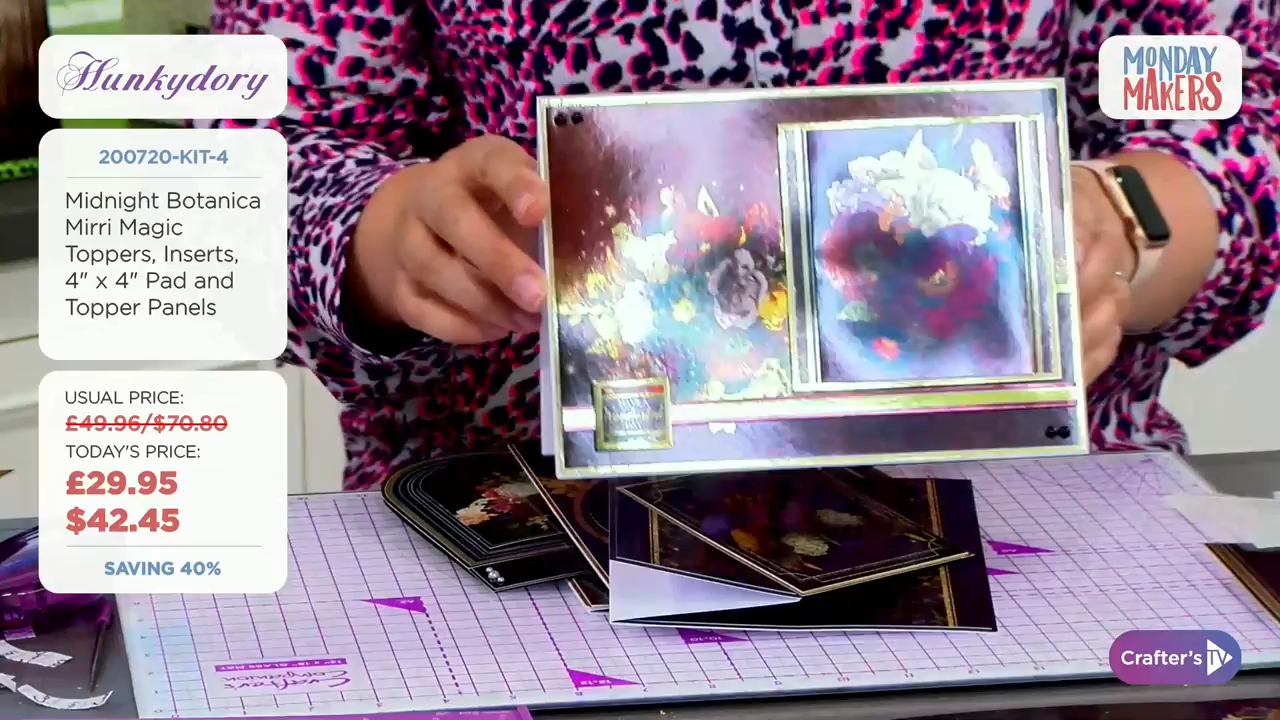 Hunkydory
200720-KIT-4
Midnight Botanica
Mirri Magic
Toppers, Inserts,
4" x 4" Pad and
Topper Panels
USUAL PRICE:
£49.96/$70.80
TODAY'S PRICE:
£29.95
$42.45
SAVING 40%
MONDAY
MAKERS
Crafter's TV